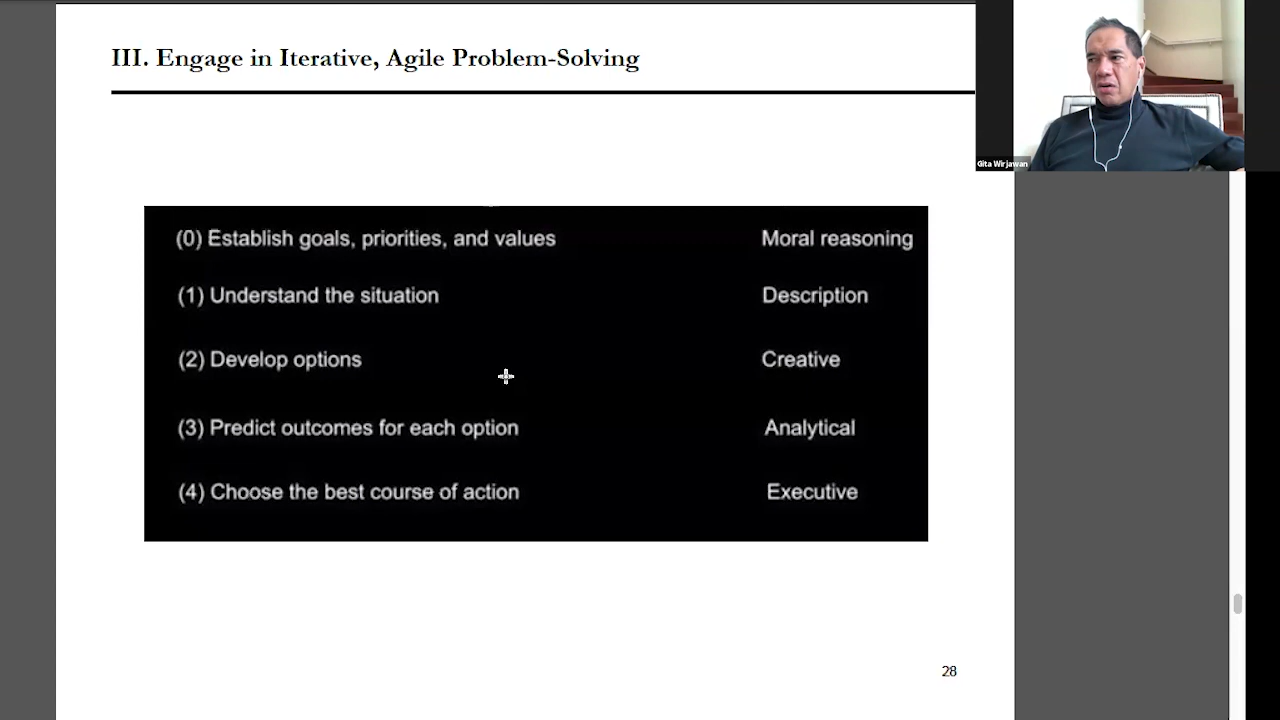 III. Engage in Iterative, Agile Problem-Solving
Gita Wirjawan
(0) Establish goals, priorities, and values Moral reasoning
(1) Understand the situation Description
(2) Develop options Creative
(3) Predict outcomes for each option Analytical
(4) Choose the best course of action Executive
28